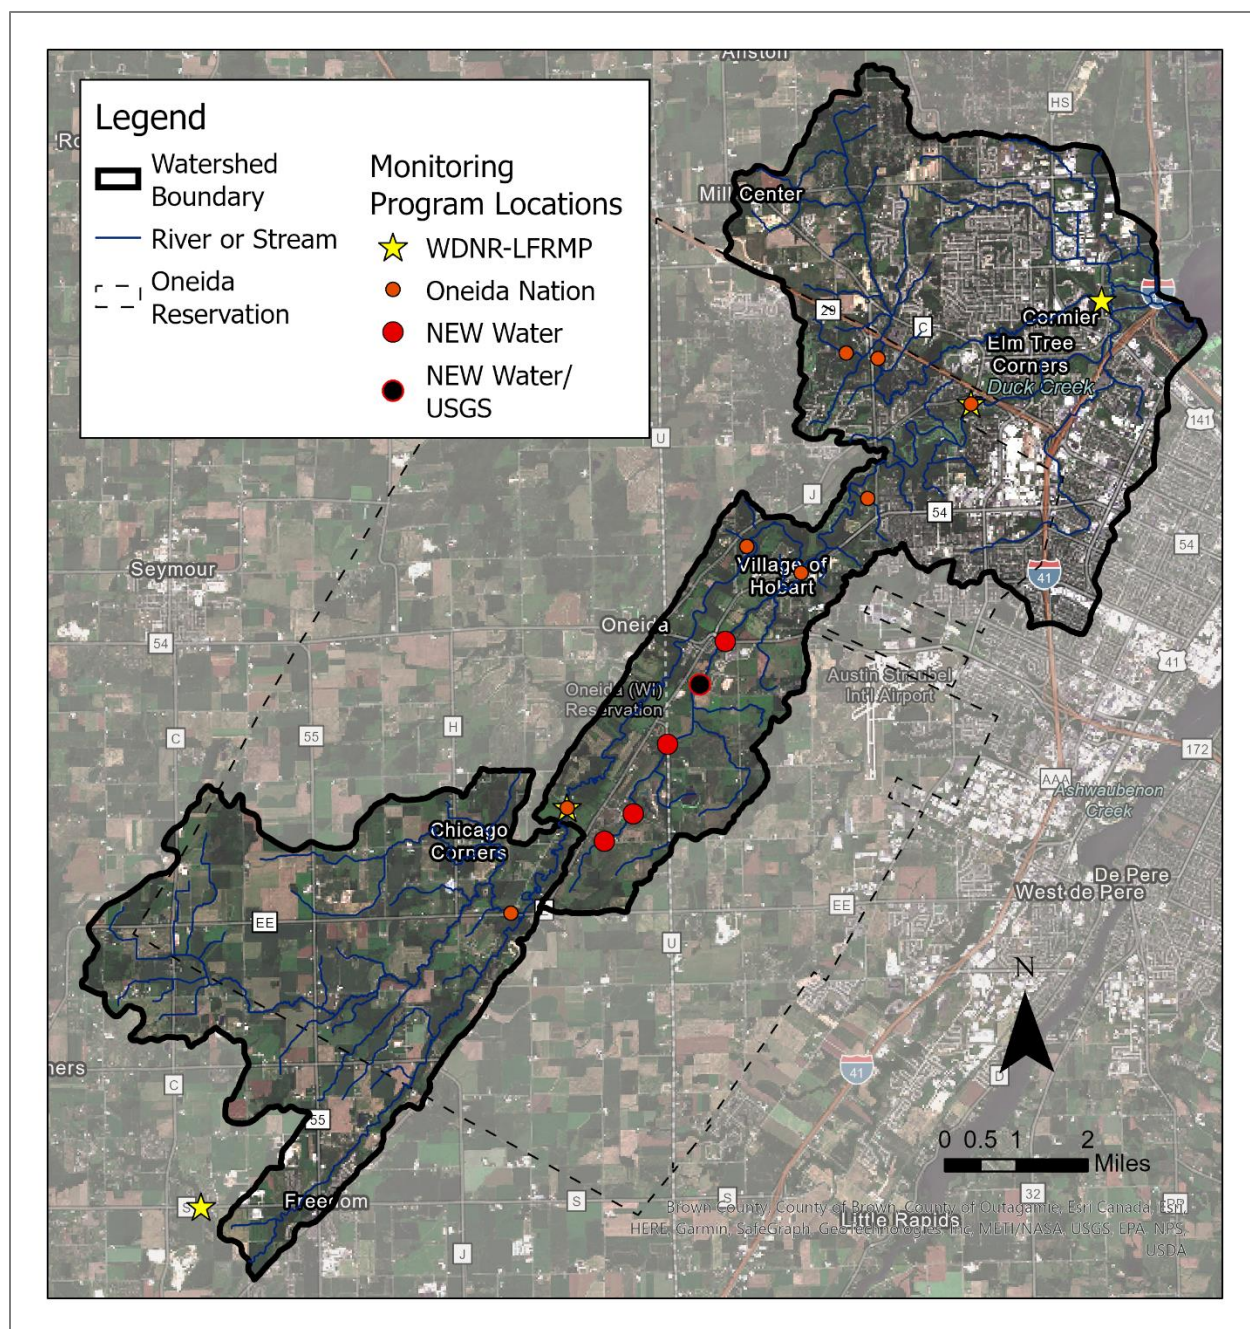 Legend
Watershed
Boundary
River or Stream
Oneida
Reservation
Monitoring
Program Locations
WDNR-LFRMP
Oneida Nation
NEW Water
NEW Water/
USGS
Anston
HS
Mill Center
29
C
Cormier
Elm Tree
Corners
Duck Creek
141
U
J
54
54
Village of
Hobart
41
Seymour
54
Oneida
41
Oneida (WI)
Reservation
Austin Straubel
Int'l Airport
C
55
H
172
AAA
Ashwaubenon
Creek
Chicago
Corners
De Pere
West de Pere
EE
EE
U
N
41
D
C
55
0 0.5 1 2
Miles
S
Freedom
S
S
32
Little Rapids
J
Brown County, County of Brown, County of Outagamie, Esri Canada, Esri,
HERE, Garmin, SafeGraph, GeoTechnologies, Inc, METI/NASA, USGS, EPA, NPS,
USDA